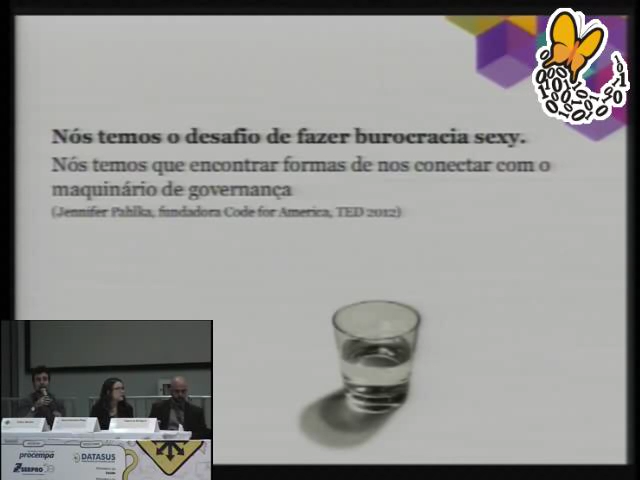 Nós temos o desafio de fazer burocracia sexy.
Nós temos que encontrar formas de nos conectar com o
maquinário de governança
(Jennifer Pahlka, fundadora Code for America, TED 2012)
procempa
SERPRO
DATASUS